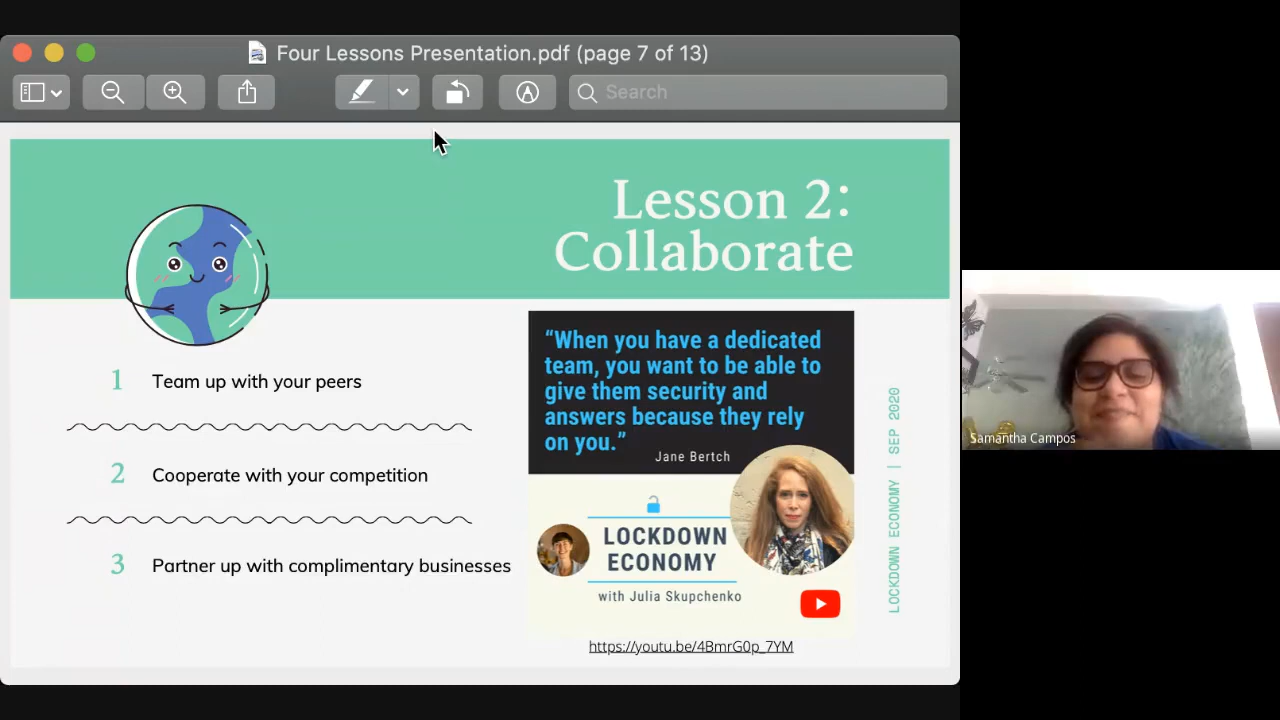 Four Lessons Presentation.pdf (page 7 of 13)
Search
Lesson 2:
Collaborate
1 Team up with your peers
2 Cooperate with your competition
3 Partner up with complimentary businesses
“When you have a dedicated
team, you want to be able to
give them security and
answers because they rely
on you.”
Jane Bertch
LOCKDOWN
ECONOMY
with Julia Skupchenko
https://youtu.be/4BmrG0p_7YM
LOCKDOWN ECONOMY | SEP 2020
Samantha Campos